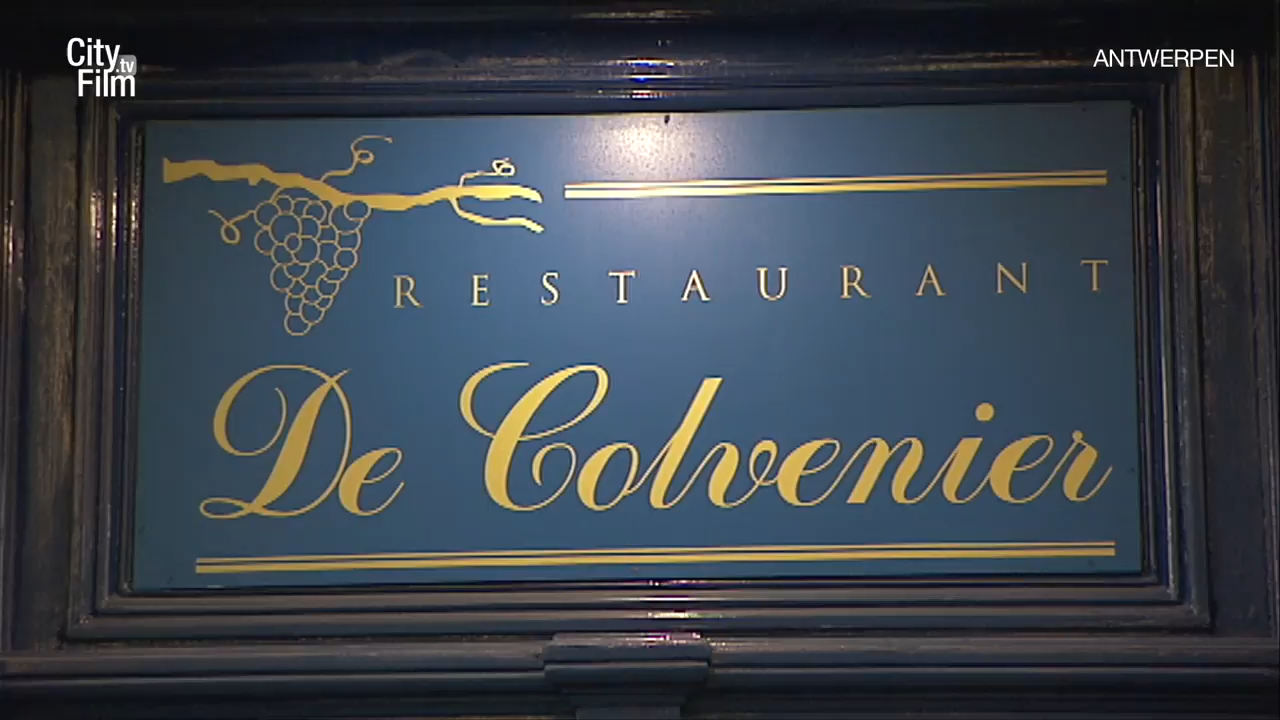 City
.tv
Film
ANTWERPEN
RESTAURANT
De Colvenier